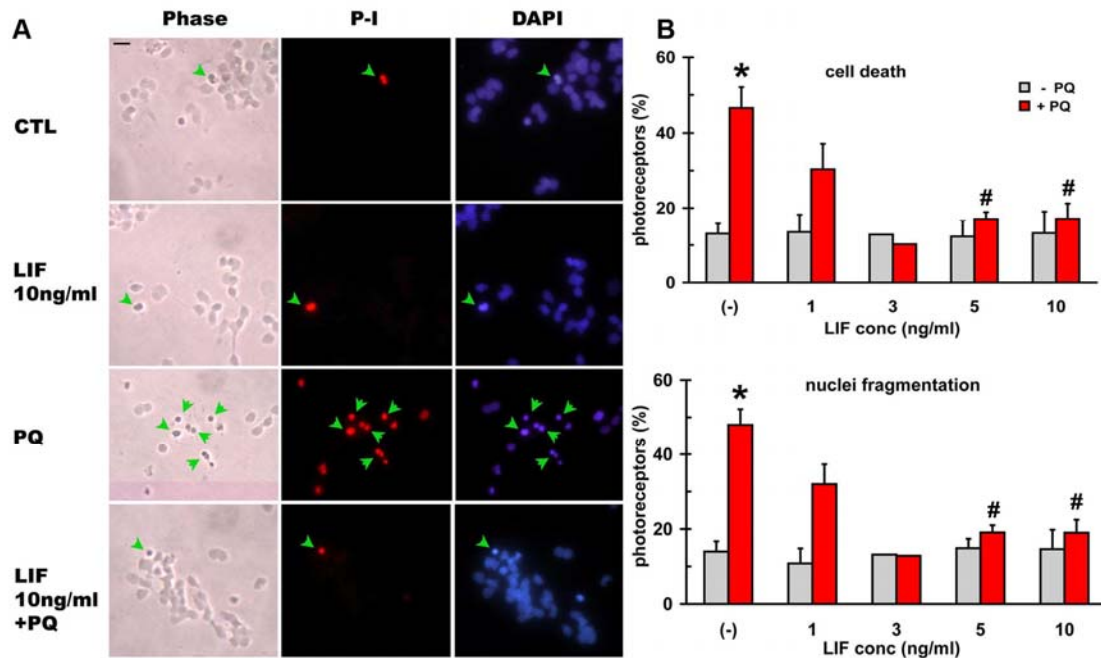 A
Phase
P-I
DAPI
CTL
LIF
10ng/ml
PQ
LIF
10ng/ml
+PQ
B
cell death
- PQ
+ PQ
photoreceptors (%)
60
40
20
0
*
#
#
(-)
1
3
5
10
LIF conc (ng/ml)
nuclei fragmentation
photoreceptors (%)
60
40
20
0
*
#
#
(-)
1
3
5
10
LIF conc (ng/ml)